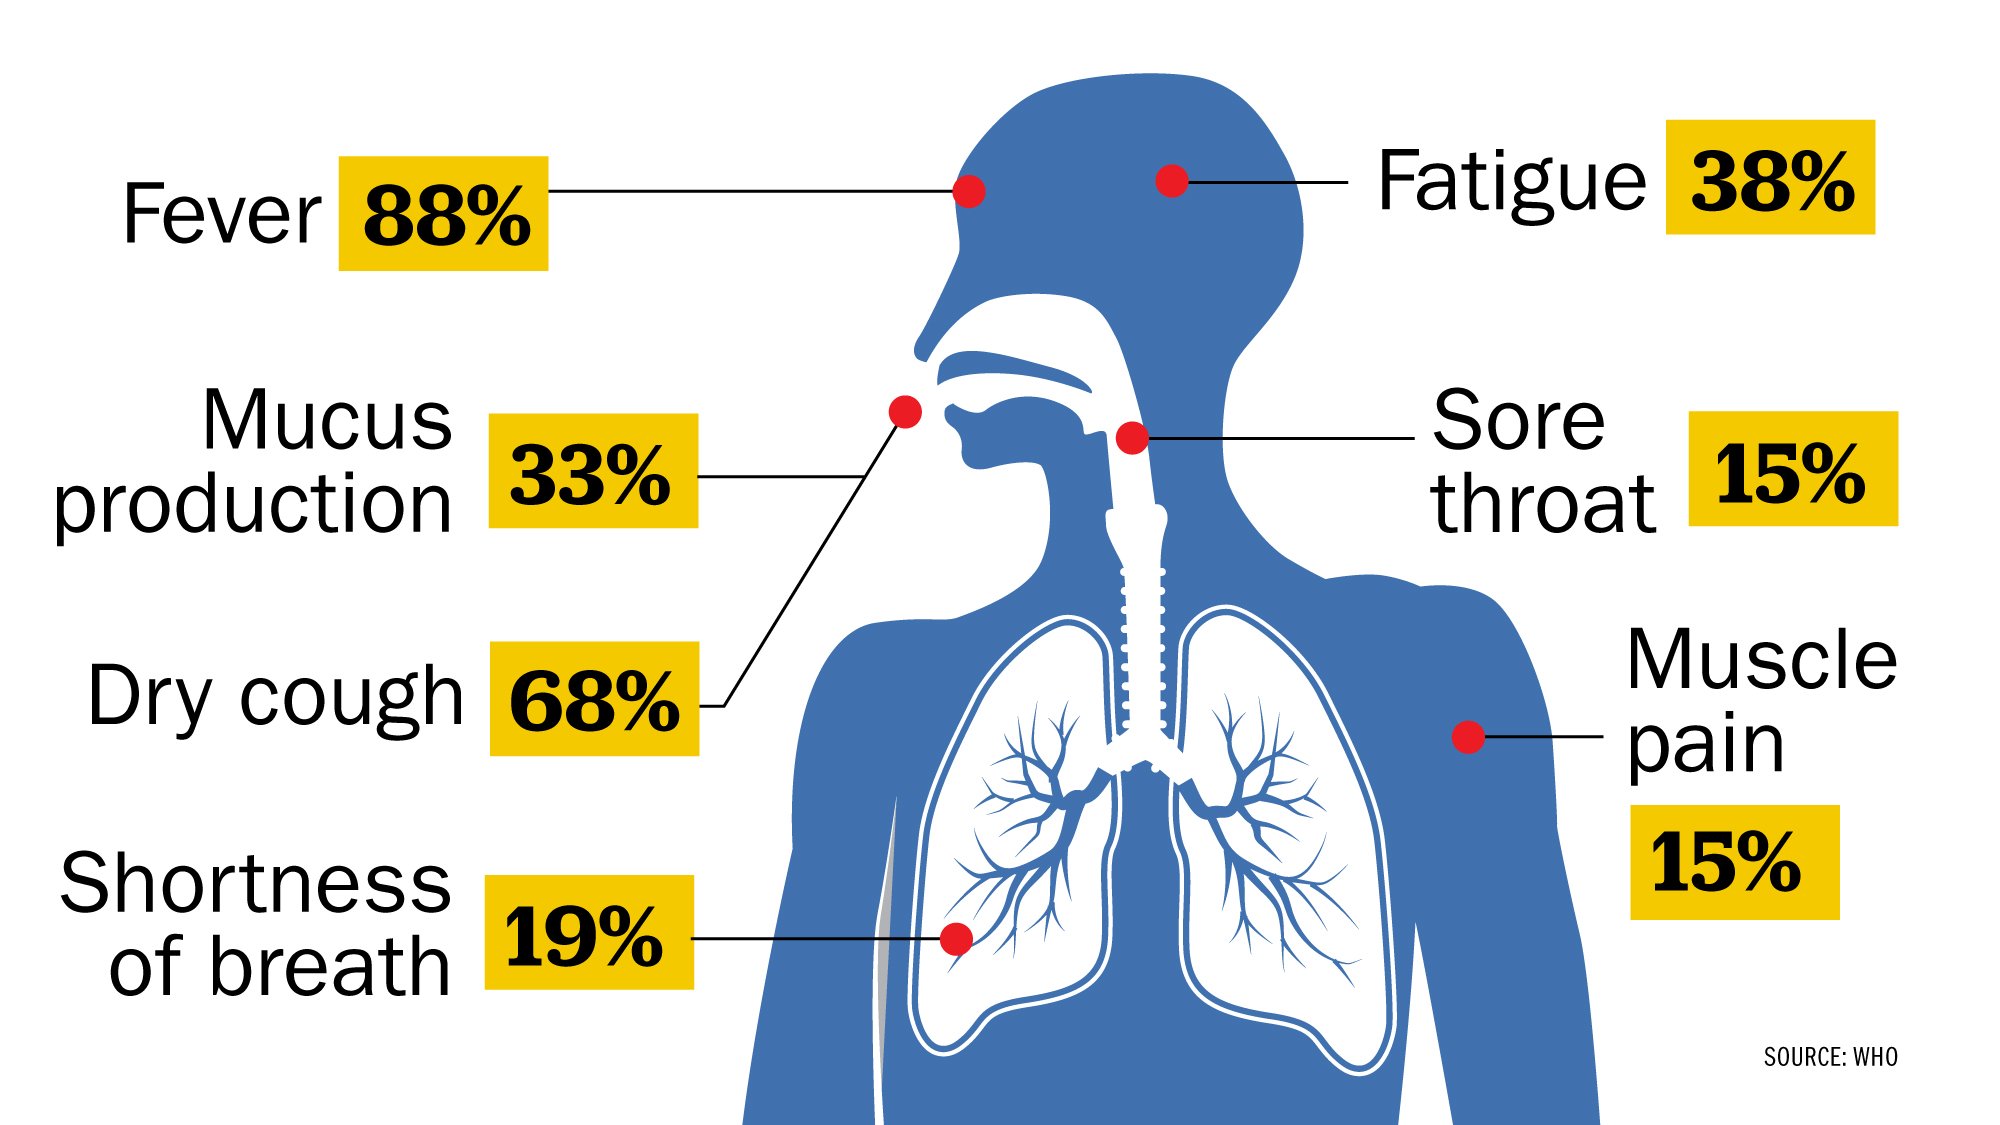 Fever 88%
Fatigue 38%
Mucus
production 33%
Sore
throat 15%
Dry cough 68%
Muscle
pain
15%
Shortness
of breath 19%
SOURCE: WHO